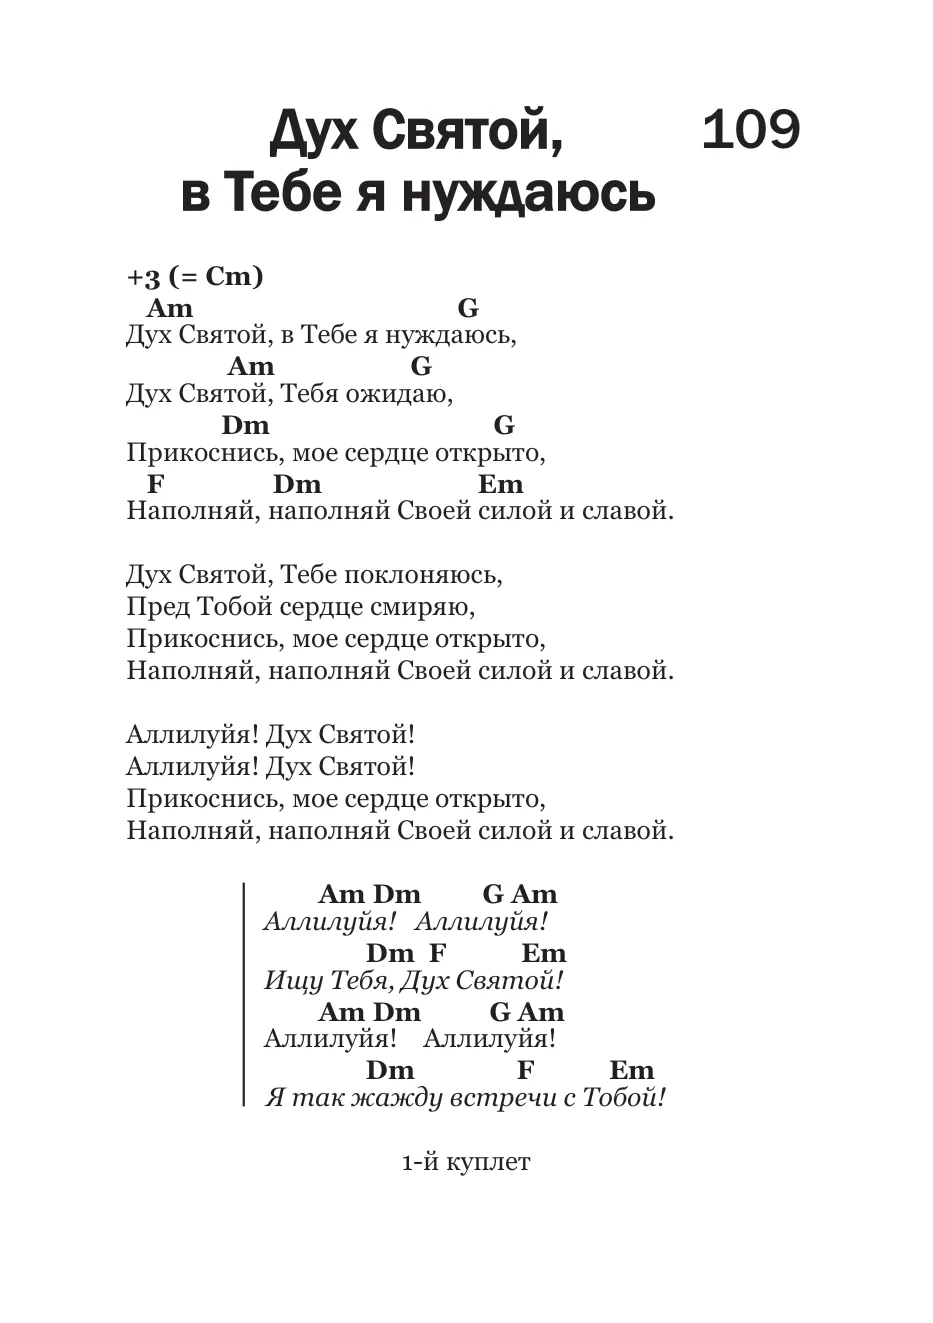 Дух Святой, 109
в Тебе я нуждаюсь
+3 (= Cm)
Am G
Дух Святой, в Тебе я нуждаюсь,
Am G
Дух Святой, Тебя ожидаю,
Dm G
Прикоснись, мое сердце открыто,
F Dm Em
Наполняй, наполняй Своей силой и славой.
Дух Святой, Тебе поклоняюсь,
Пред Тобой сердце смиряю,
Прикоснись, мое сердце открыто,
Наполняй, наполняй Своей силой и славой.
Аллилуйя! Дух Святой!
Аллилуйя! Дух Святой!
Прикоснись, мое сердце открыто,
Наполняй, наполняй Своей силой и славой.
Am Dm G Am
Аллилуйя! Аллилуйя!
Dm F Em
Ищу Тебя, Дух Святой!
Am Dm G Am
Аллилуйя! Аллилуйя!
Dm F Em
Я так жажду встречи с Тобой!
1-й куплет